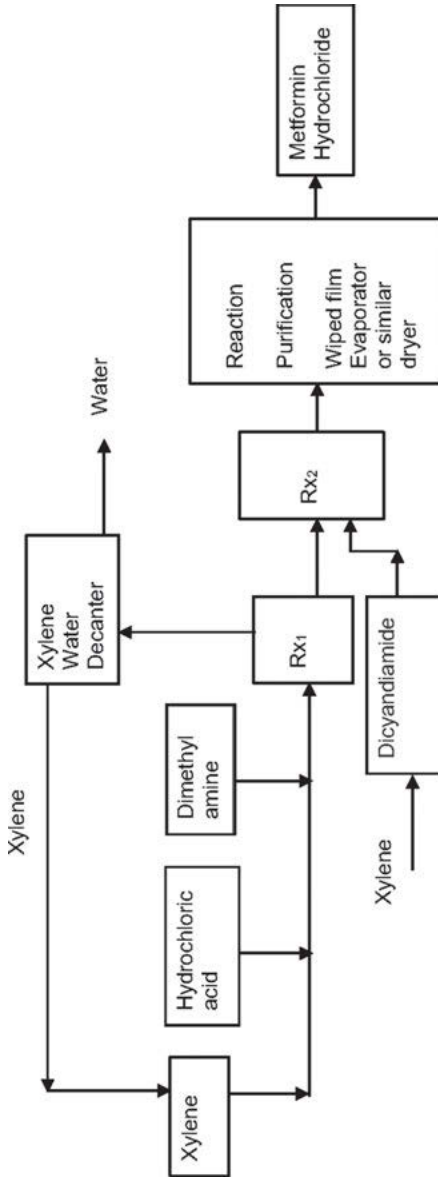 Xylene
Xylene
Water
Decanter
Water
Xylene
Hydrochloric
acid
Dimethyl
amine
Rx1
Rx2
Reaction
Purification
Wiped film
Evaporator
or similar
dryer
Metformin
Hydrochloride
Xylene
Dicyandiamide